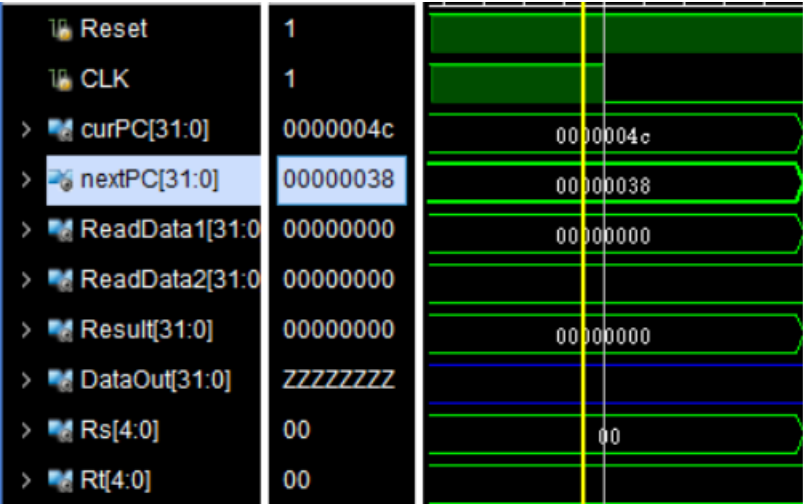 Reset 1
CLK 1
curPC[31:0] 0000004c 0000004c
nextPC[31:0] 00000038 00000038
ReadData1[31:0 00000000 00000000
ReadData2[31:0 00000000
Result[31:0] 00000000 00000000
DataOut[31:0] ZZZZZZZZ
Rs[4:0] 00 00
Rt[4:0] 00